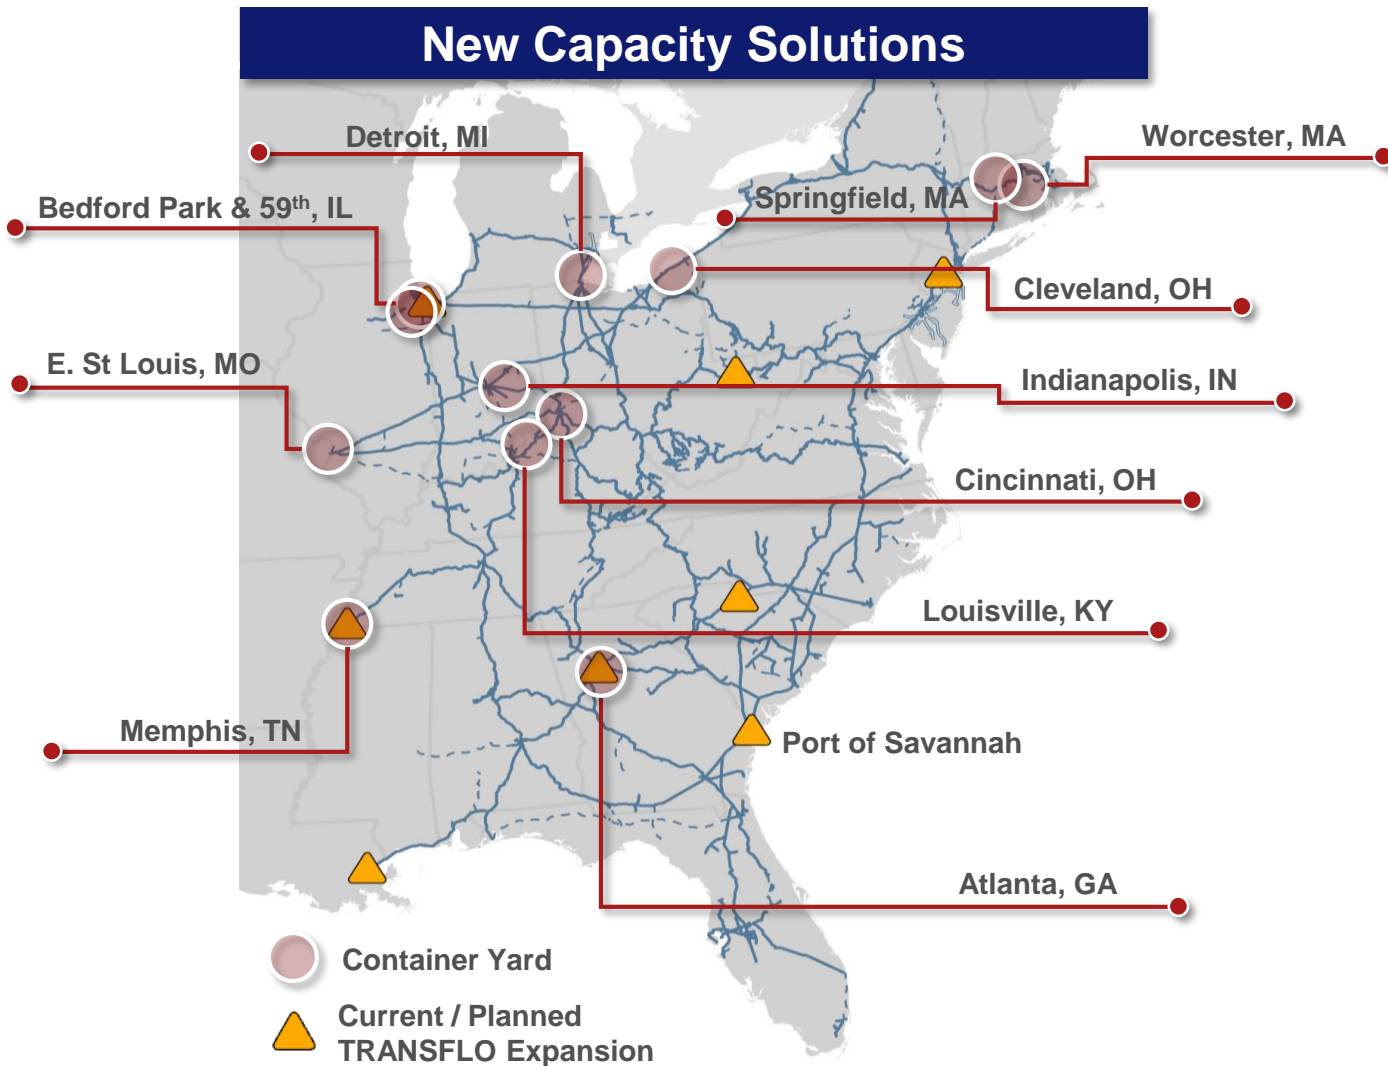 New Capacity Solutions
Detroit, MI
Worcester, MA
Bedford Park & 59th, IL
Springfield, MA
Cleveland, OH
E. St Louis, MO
Indianapolis, IN
Cincinnati, OH
Louisville, KY
Memphis, TN
Port of Savannah
Atlanta, GA
Container Yard
Current / Planned
TRANSFLO Expansion